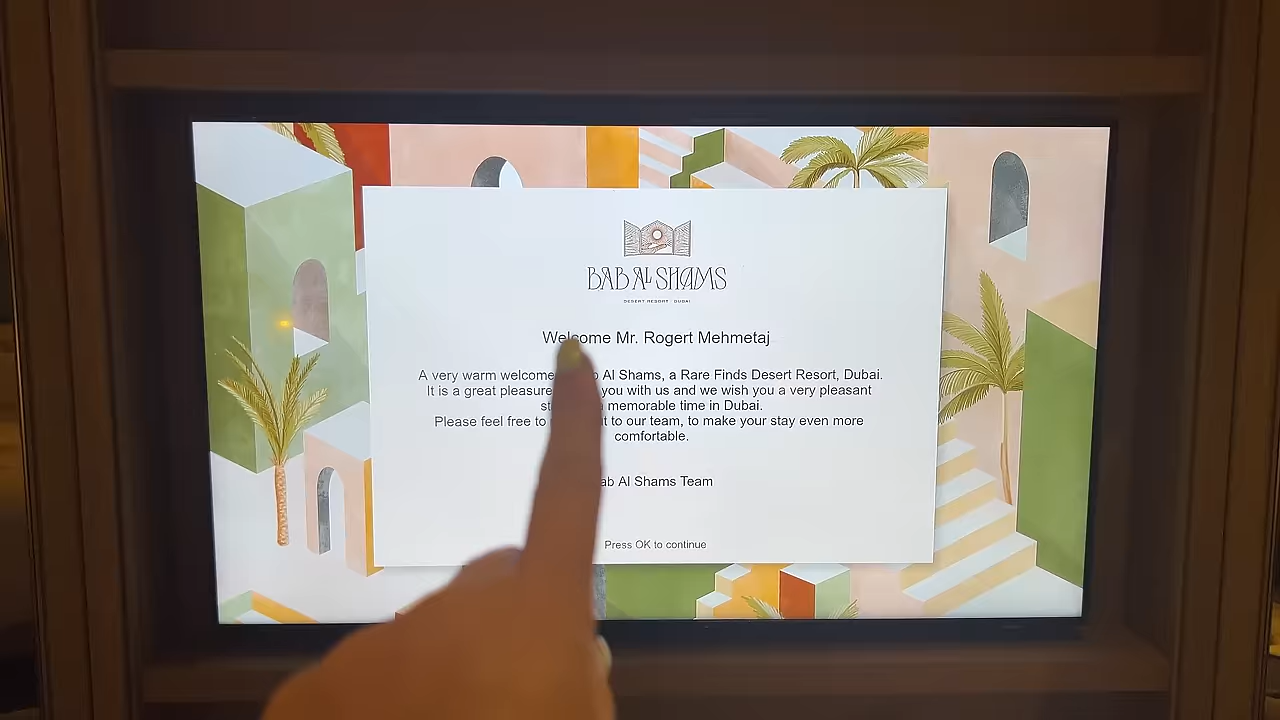 BAB AL SHAMS
DESERT RESORT · DUBAI
Welcome Mr. Rogert Mehmetaj
A very warm welcome Al Shams, a Rare Finds Desert Resort, Dubai.
It is a great pleasure you with us and we wish you a very pleasant
memorable time in Dubai.
Please feel free to to our team, to make your stay even more
comfortable.
Al Shams Team
Press OK to continue